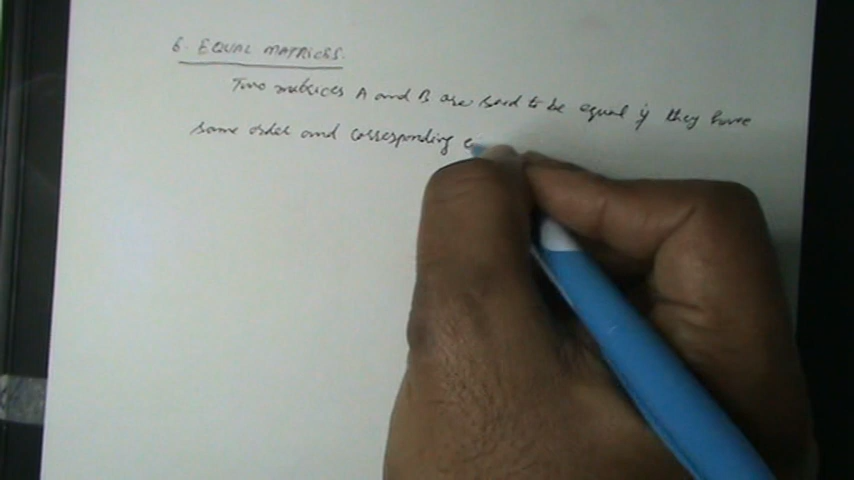 6. EQUAL MATRICES.
Two matrices A and B are said to be equal if they have
same order and corresponding e